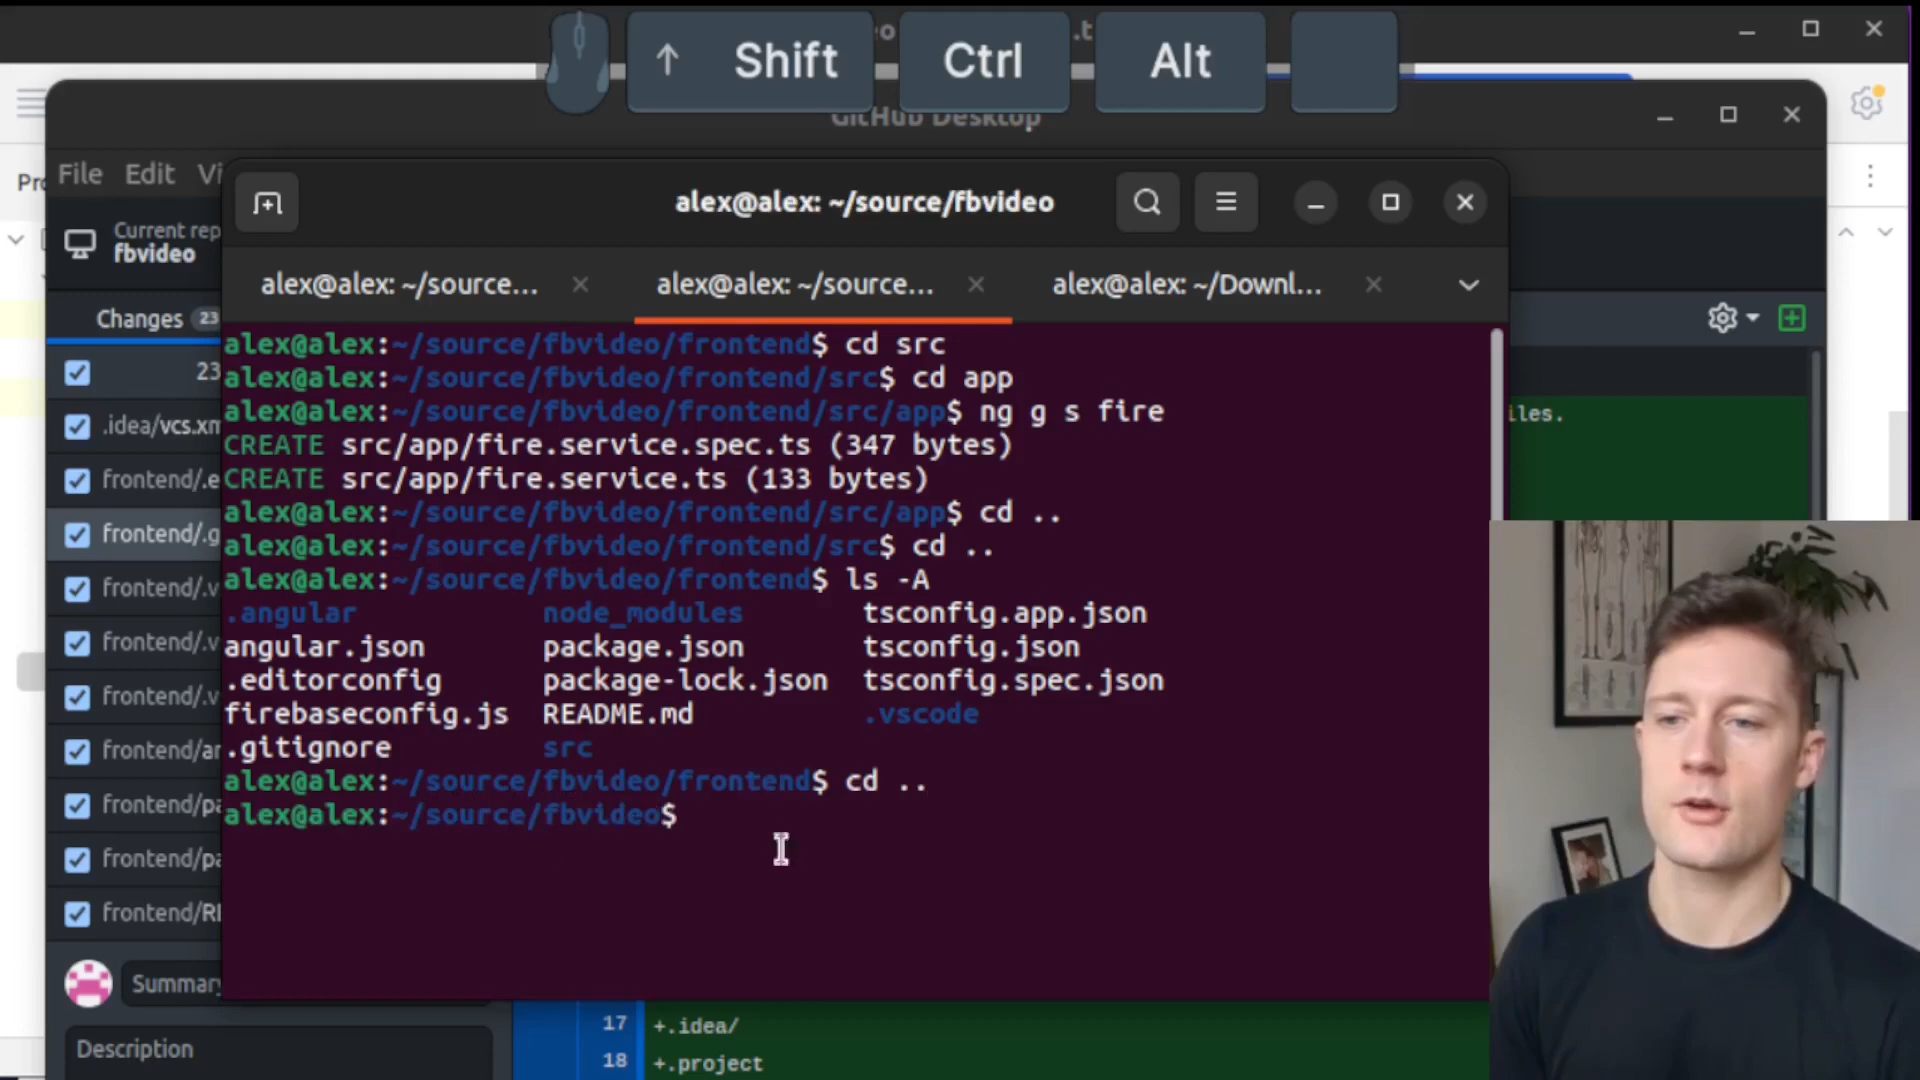 ↑ Shift Ctrl Alt
GitHub Desktop
File Edit Vi
Current rep
fbvideo
Changes 23
23
.idea/vcs.xm
frontend/.e
frontend/.g
frontend/.v
frontend/.v
frontend/.v
frontend/ar
frontend/pa
frontend/pa
frontend/RE
Summary
Description
alex@alex: ~/source/fbvideo
alex@alex: ~/source... alex@alex: ~/source... alex@alex: ~/Downl...
alex@alex:~/source/fbvideo/frontend$ cd src
alex@alex:~/source/fbvideo/frontend/src$ cd app
alex@alex:~/source/fbvideo/frontend/src/app$ ng g s fire
CREATE src/app/fire.service.spec.ts (347 bytes)
CREATE src/app/fire.service.ts (133 bytes)
alex@alex:~/source/fbvideo/frontend/src/app$ cd ..
alex@alex:~/source/fbvideo/frontend/src$ cd ..
alex@alex:~/source/fbvideo/frontend$ ls -A
.angular node_modules tsconfig.app.json
angular.json package.json tsconfig.json
.editorconfig package-lock.json tsconfig.spec.json
firebaseconfig.js README.md .vscode
.gitignore src
alex@alex:~/source/fbvideo/frontend$ cd ..
alex@alex:~/source/fbvideo$
iles.
17 +.idea/
18 +.project